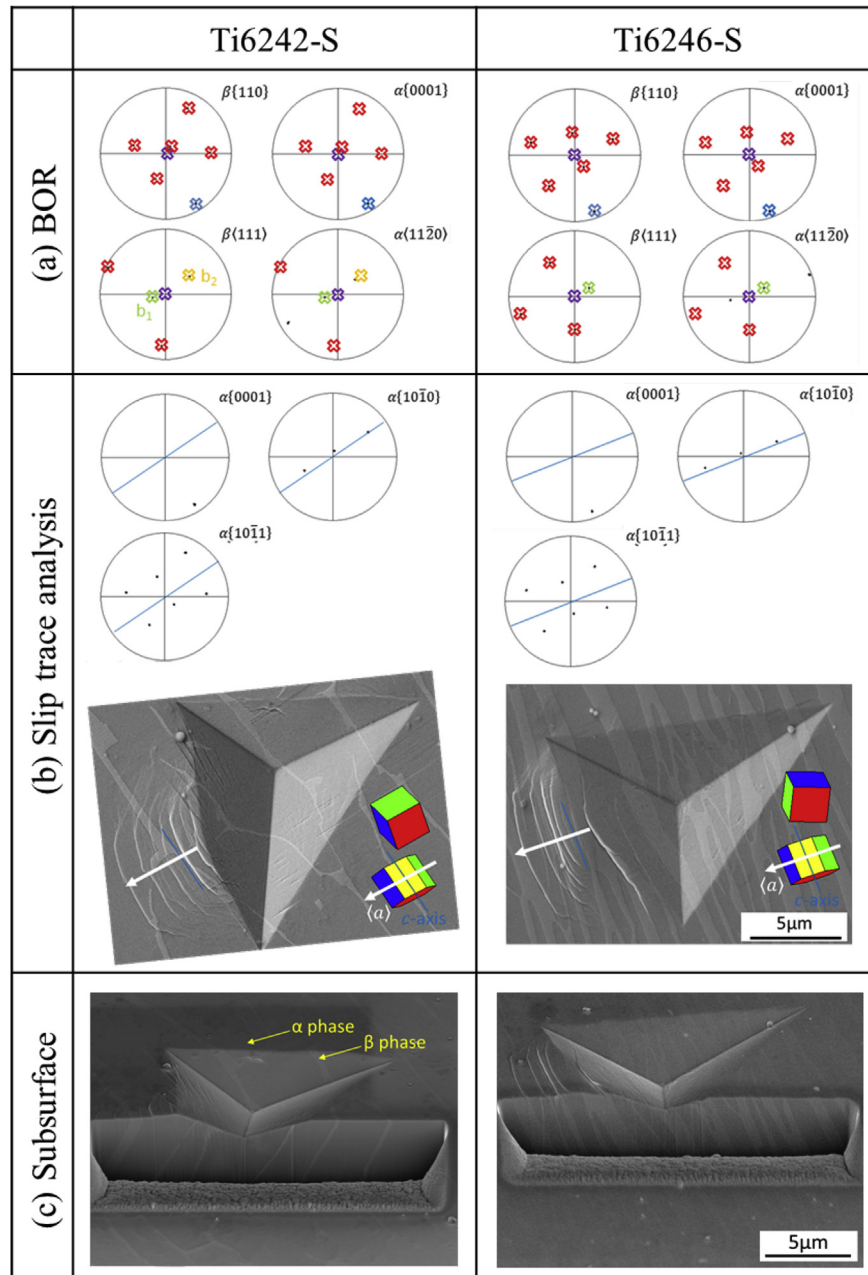 Ti6242-S
Ti6246-S
(a) BOR
β{110}
α{0001}
β⟨111⟩
α⟨112̄0⟩
b₁
b₂
β{110}
α{0001}
β⟨111⟩
α⟨112̄0⟩
(b) Slip trace analysis
α{0001}
α{101̄0}
α{101̄1}
⟨a⟩
c-axis
α{0001}
α{101̄0}
α{101̄1}
⟨a⟩
c-axis
5μm
(c) Subsurface
α phase
β phase
5μm